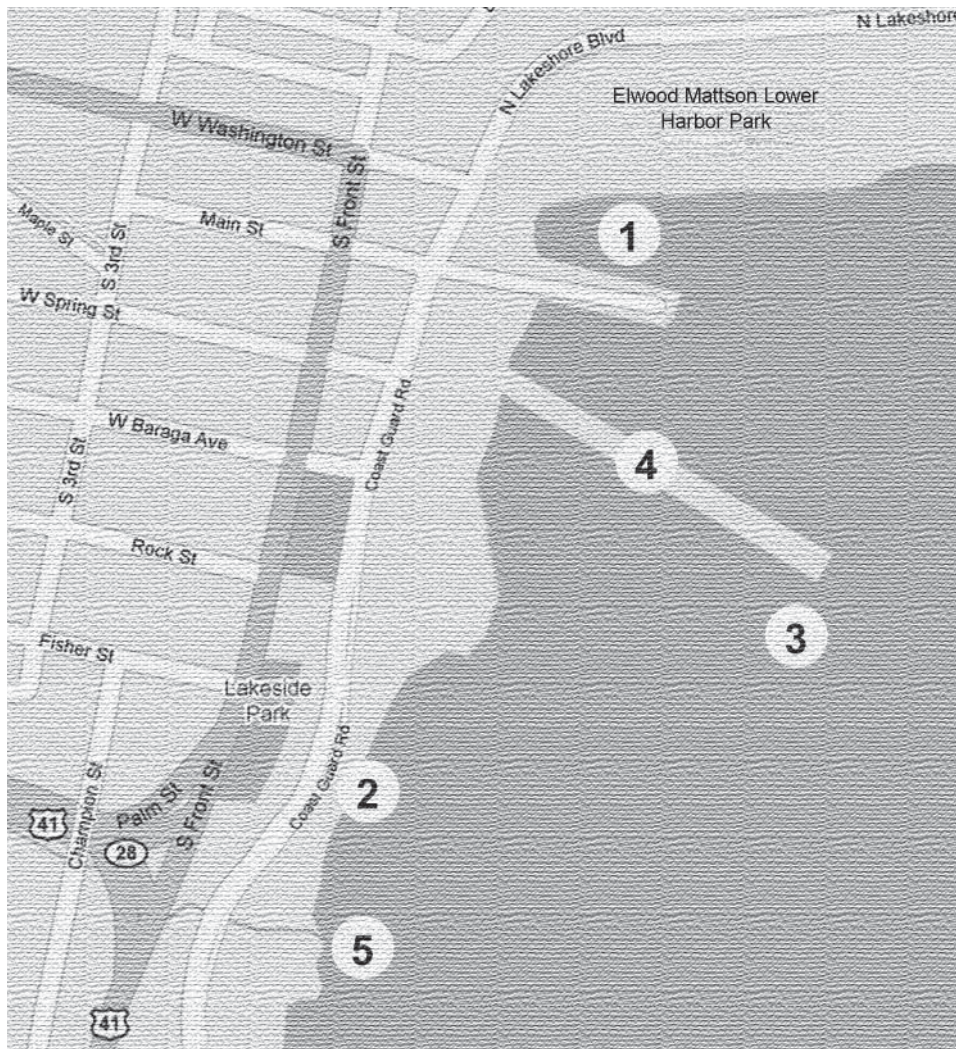 N Lakeshore
N Lakeshore Blvd
Elwood Mattson Lower
Harbor Park
W Washington St
S Front St
Main St
Maple St
S 3rd St
1
W Spring St
Coast Guard Rd
W Baraga Ave
S 3rd St
4
Rock St
3
Fisher St
Lakeside
Park
Coast Guard Rd
2
Palm St
S Front St
Champion St
41
28
5
41